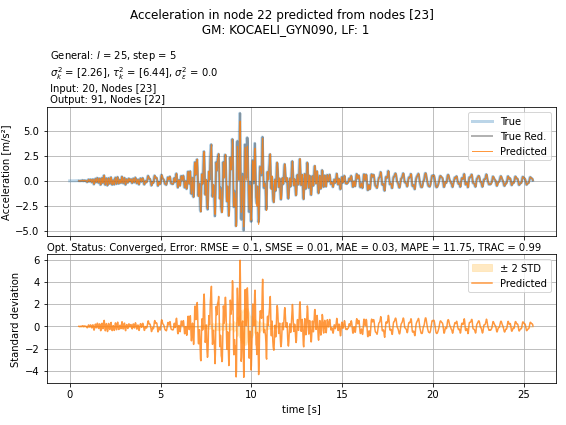 Acceleration in node 22 predicted from nodes [23]
GM: KOCAELI_GYN090, LF: 1
General: l = 25, step = 5
σ²ₖ = [2.26], τ²ₖ = [6.44], σ²ε = 0.0
Input: 20, Nodes [23]
Output: 91, Nodes [22]
Acceleration [m/s²]
5.0
2.5
0.0
−2.5
−5.0
True
True Red.
Predicted
Opt. Status: Converged, Error: RMSE = 0.1, SMSE = 0.01, MAE = 0.03, MAPE = 11.75, TRAC = 0.99
Standard deviation
6
4
2
0
−2
−4
± 2 STD
Predicted
0 5 10 15 20 25
time [s]